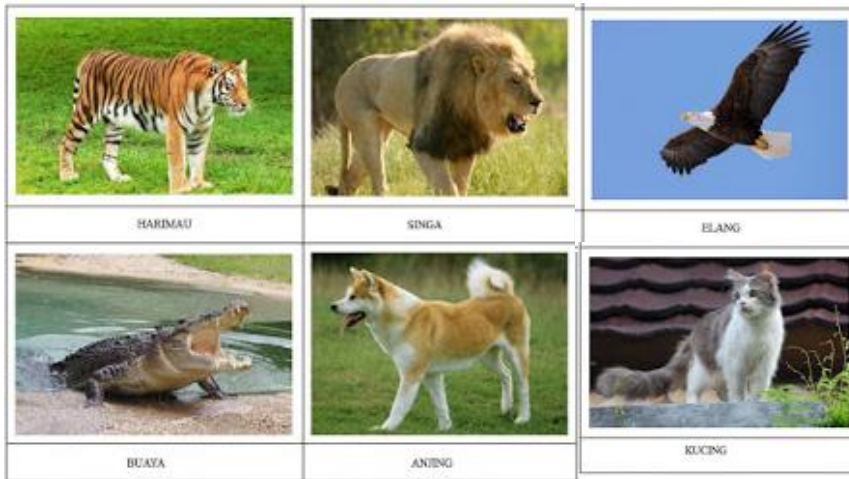 HARIMAU
SINGA
ELANG
BUAYA
ANJING
KUCING